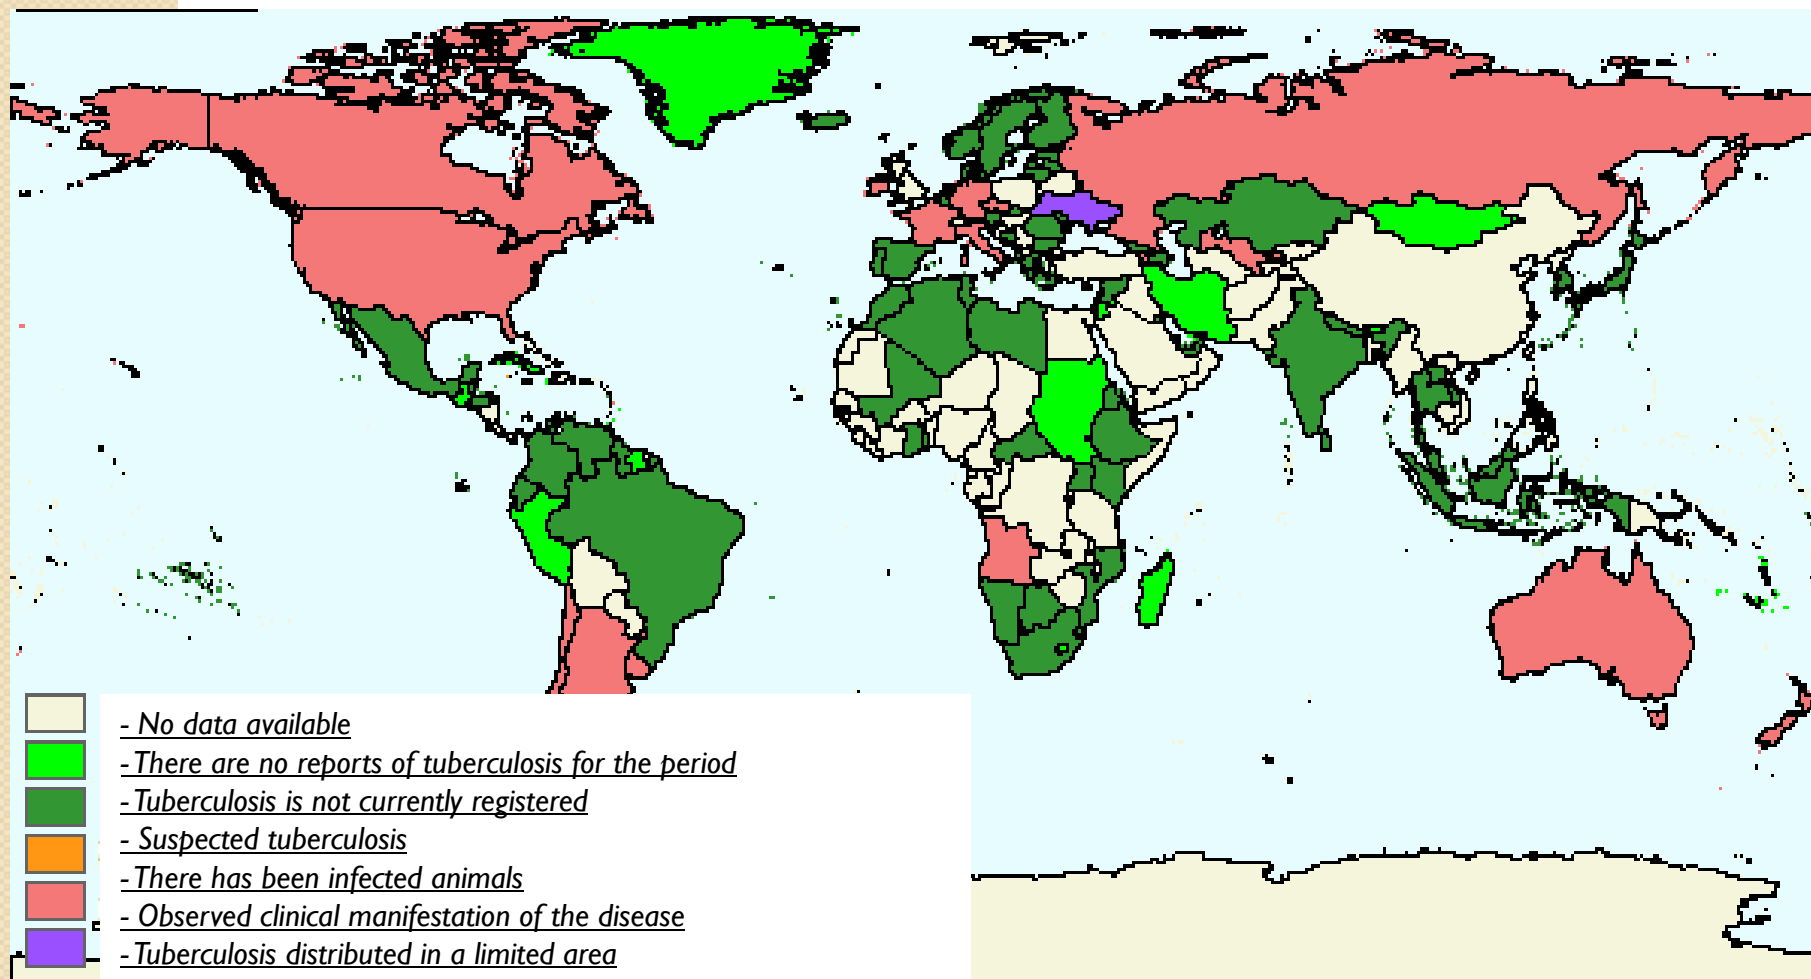 - No data available
- There are no reports of tuberculosis for the period
- Tuberculosis is not currently registered
- Suspected tuberculosis
- There has been infected animals
- Observed clinical manifestation of the disease
- Tuberculosis distributed in a limited area